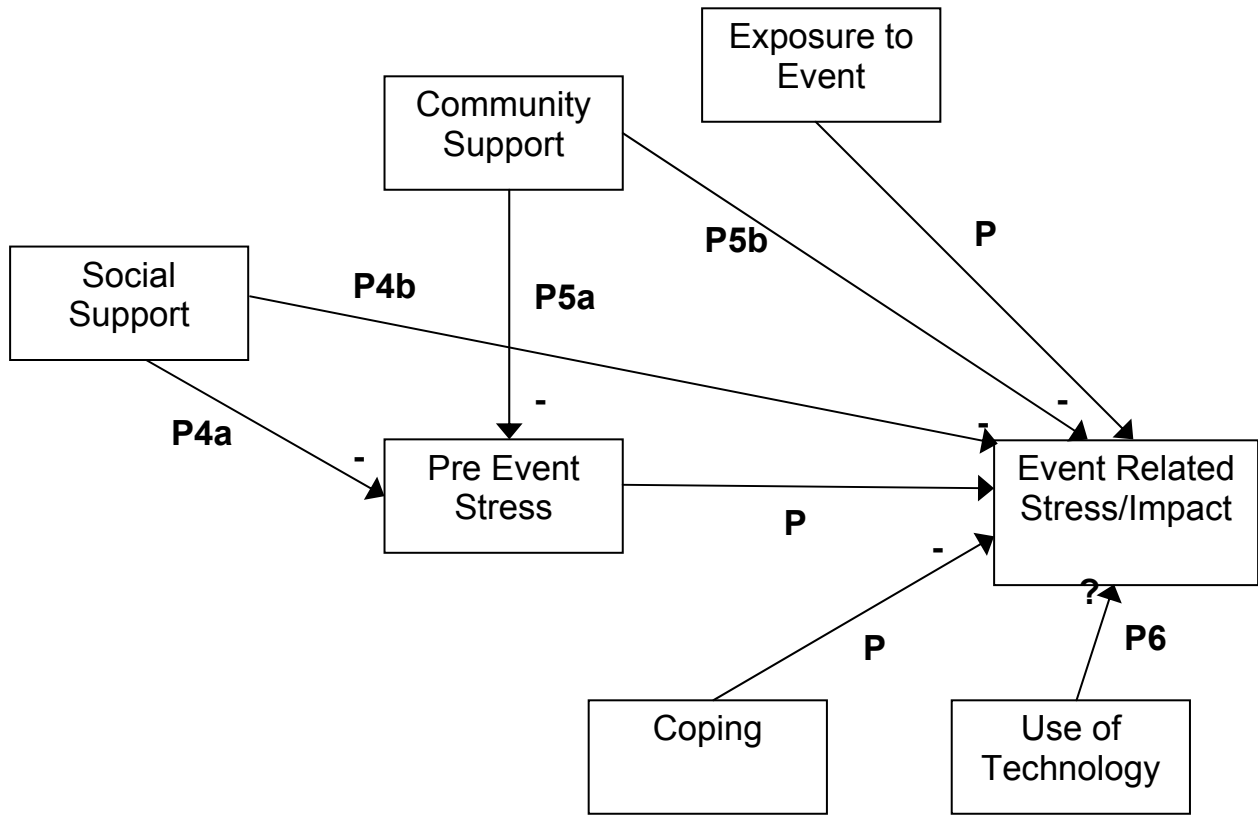 Exposure to
Event
Community
Support
P5b
P
Social
Support
P4b
P5a
-
-
-
P4a
-
Pre Event
Stress
Event Related
Stress/Impact
P
-
?
P6
P
Coping
Use of
Technology